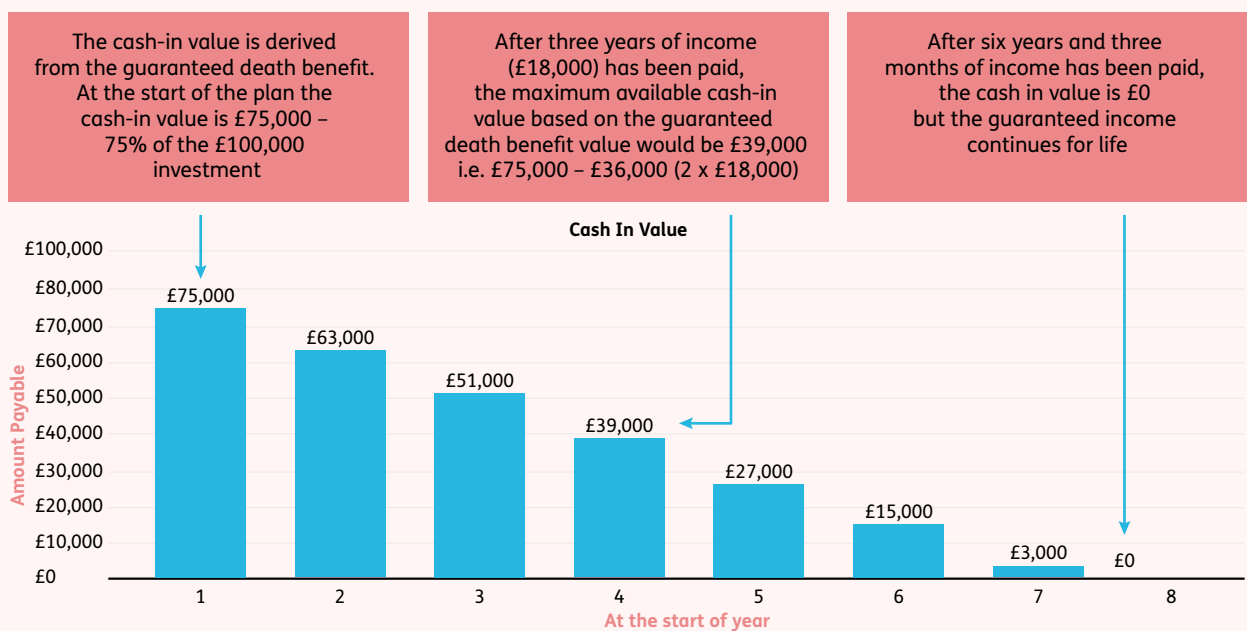 The cash-in value is derived
from the guaranteed death benefit.
At the start of the plan the
cash-in value is £75,000 –
75% of the £100,000
investment
After three years of income
(£18,000) has been paid,
the maximum available cash-in
value based on the guaranteed
death benefit value would be £39,000
i.e. £75,000 – £36,000 (2 x £18,000)
After six years and three
months of income has been paid,
the cash in value is £0
but the guaranteed income
continues for life
Cash In Value
Amount Payable
£100,000
£80,000
£70,000
£60,000
£50,000
£40,000
£30,000
£20,000
£10,000
£0
£75,000
£63,000
£51,000
£39,000
£27,000
£15,000
£3,000
£0
1 2 3 4 5 6 7 8
At the start of year